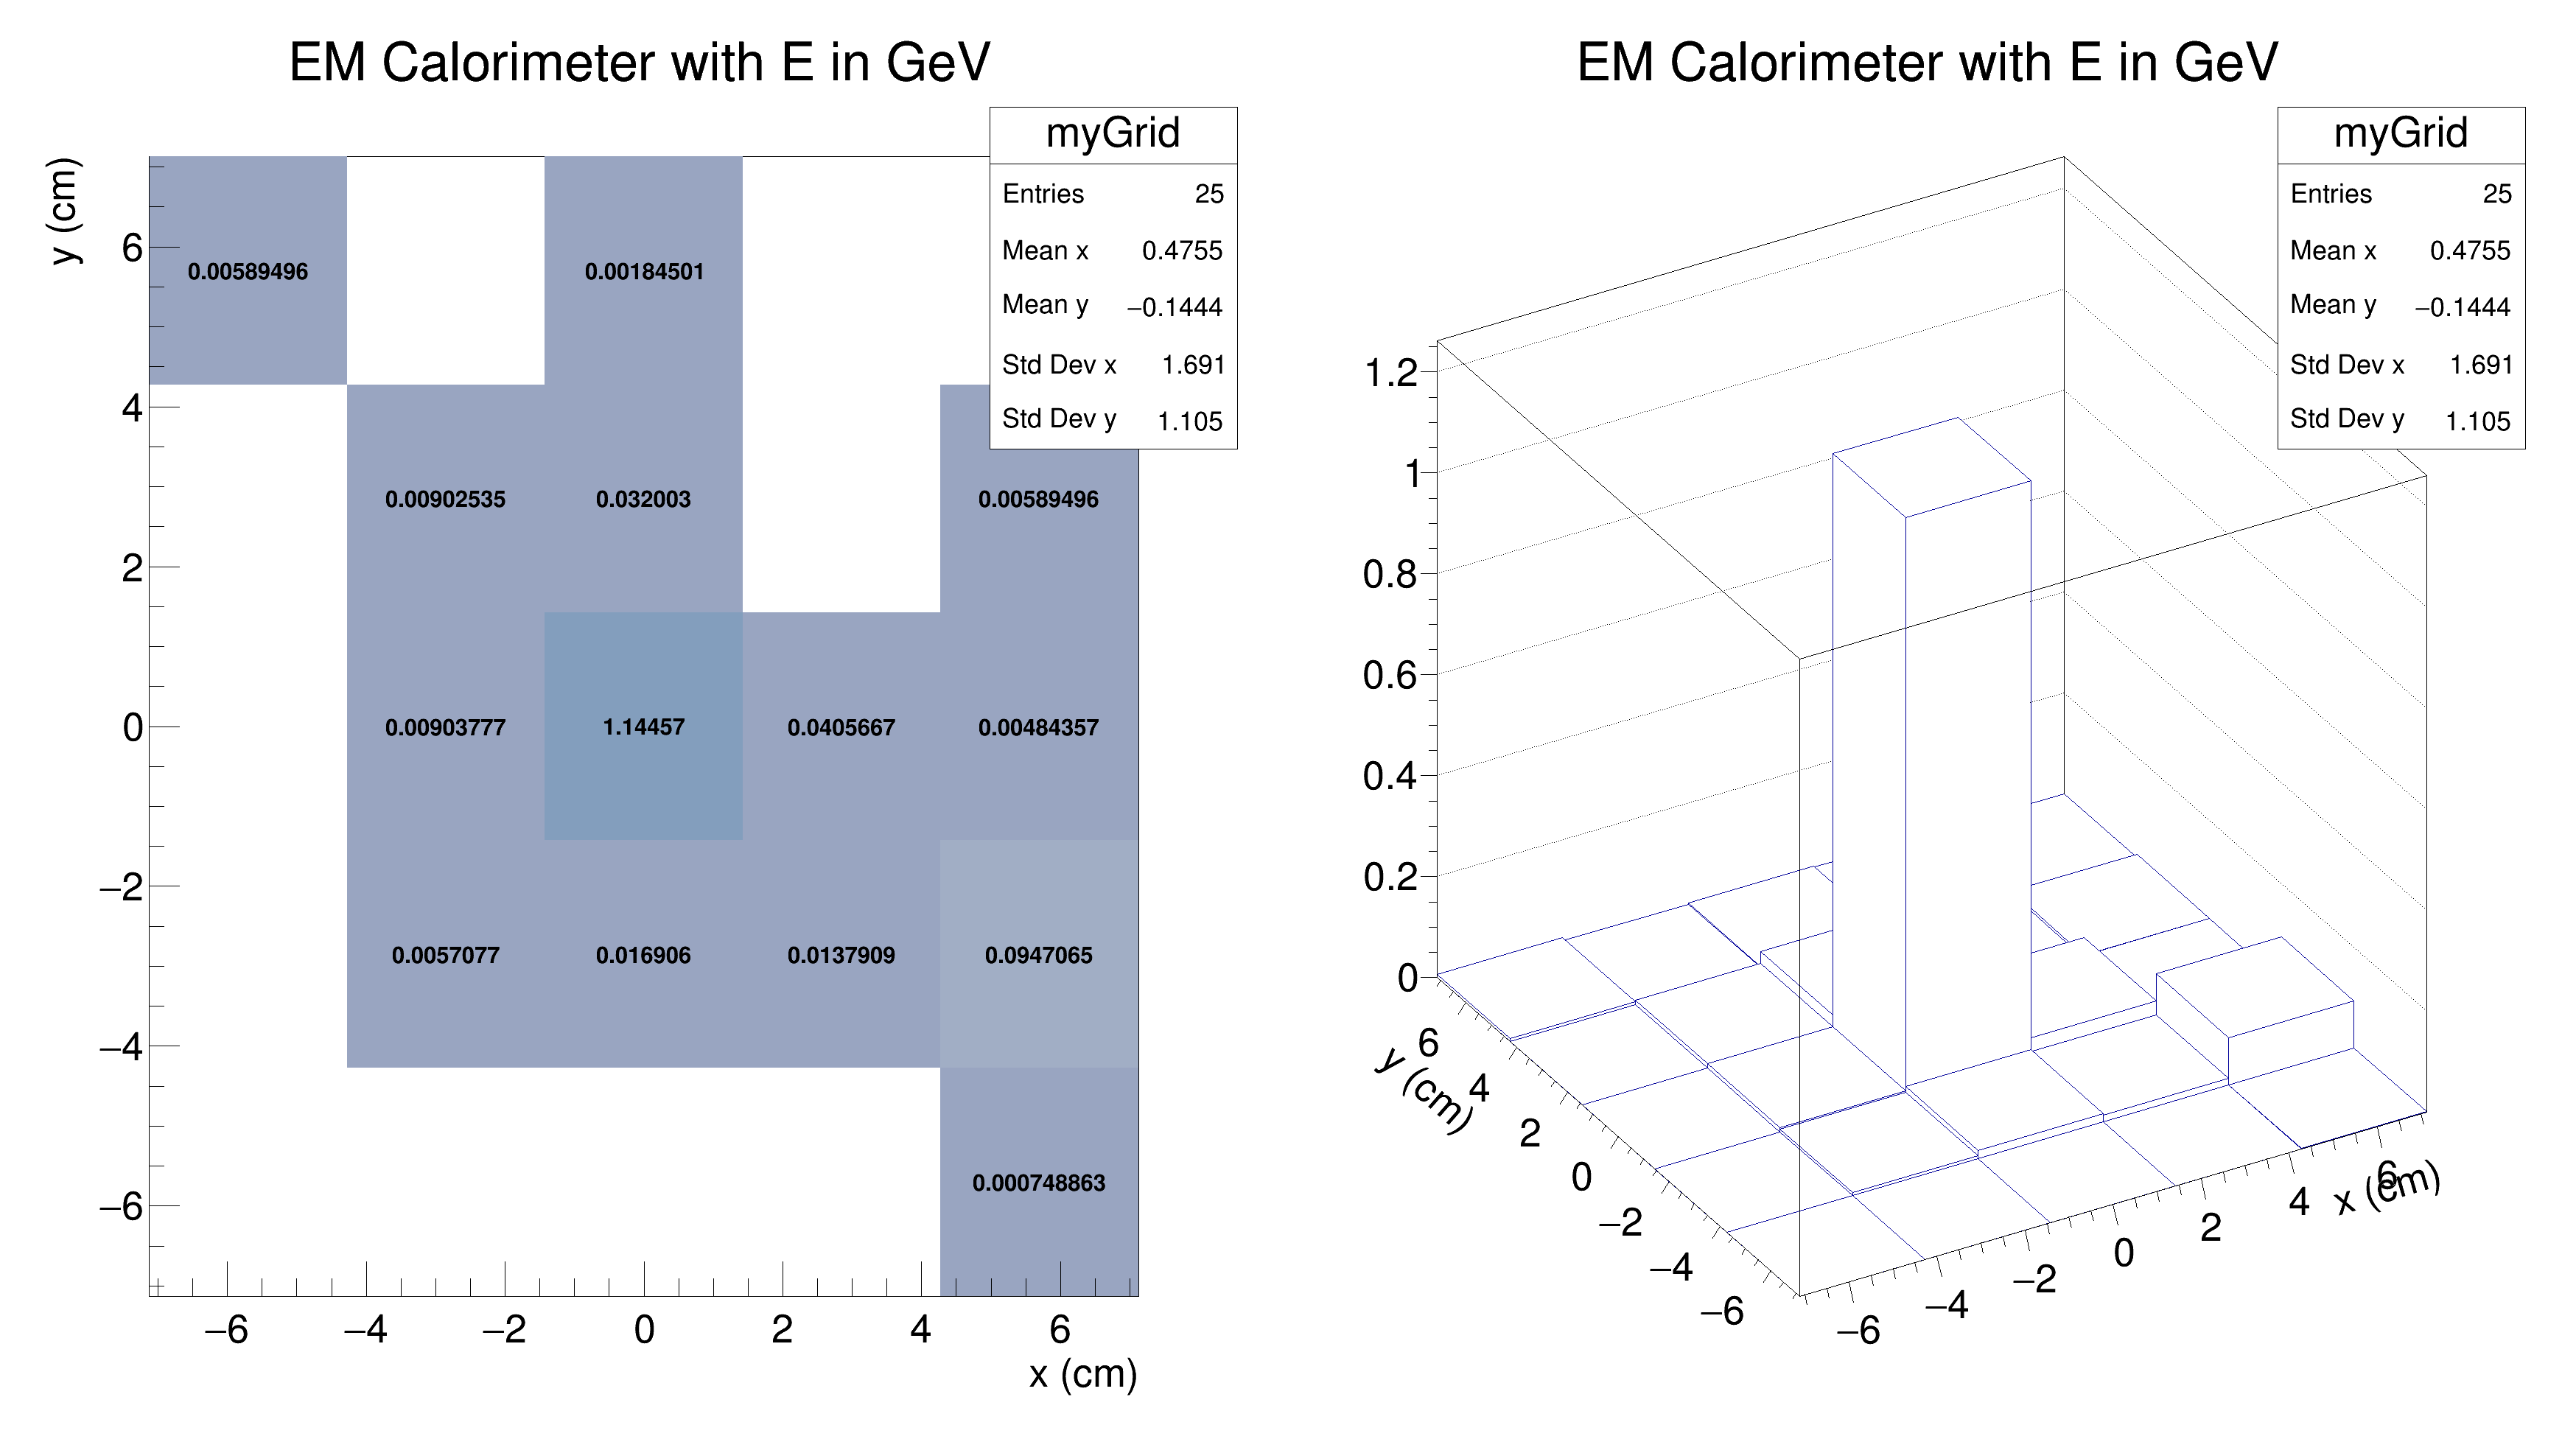 EM Calorimeter with E in GeV
myGrid
Entries 25
Mean x 0.4755
Mean y −0.1444
Std Dev x 1.691
Std Dev y 1.105
y (cm)
6
4
2
0
−2
−4
−6
0.00589496 0.00184501
0.00902535 0.032003 0.00589496
0.00903777 1.14457 0.0405667 0.00484357
0.0057077 0.016906 0.0137909 0.0947065
0.000748863
−6 −4 −2 0 2 4 6
x (cm)
EM Calorimeter with E in GeV
myGrid
Entries 25
Mean x 0.4755
Mean y −0.1444
Std Dev x 1.691
Std Dev y 1.105
1.2
1
0.8
0.6
0.4
0.2
0
y (cm)
6
4
2
0
−2
−4
−6
−6 −4 −2 0 2 4 6
x (cm)